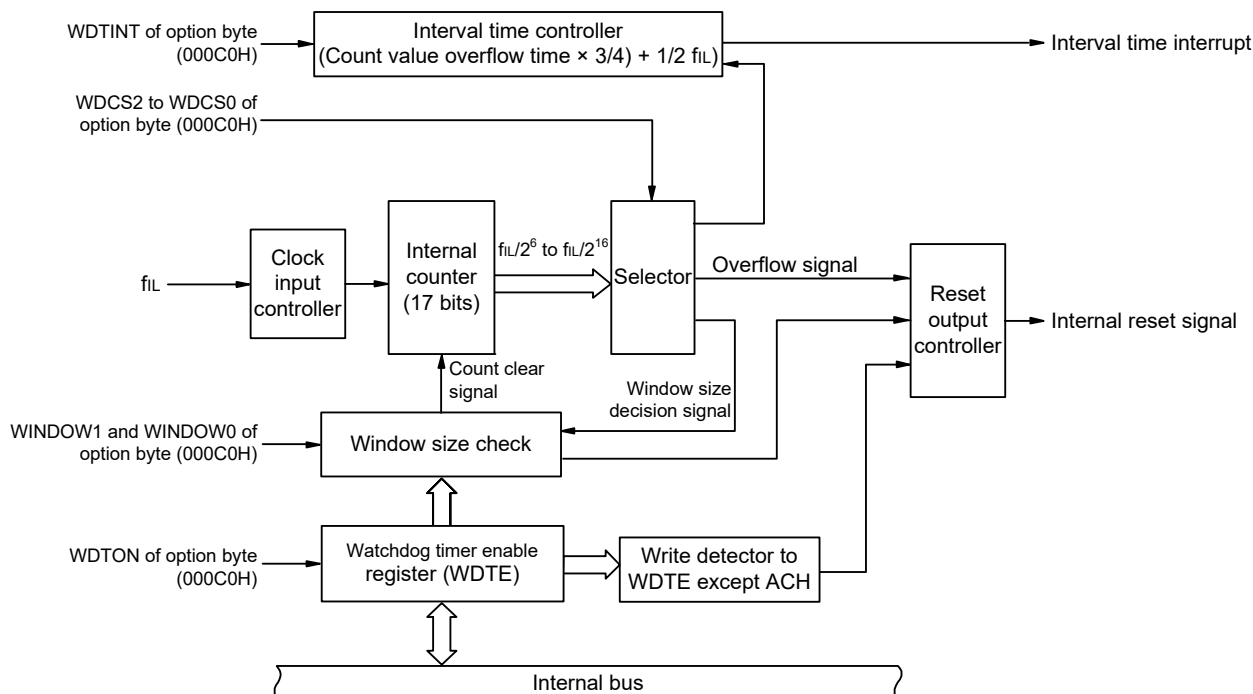 WDTINT of option byte
(000C0H)
Interval time controller
(Count value overflow time × 3/4) + 1/2 fIL)
Interval time interrupt
WDCS2 to WDCS0 of
option byte (000C0H)
fIL
Clock
input
controller
Internal
counter
(17 bits)
fIL/2^6 to fIL/2^16
Selector
Overflow signal
Reset
output
controller
Internal reset signal
Count clear
signal
Window size
decision signal
WINDOW1 and WINDOW0 of
option byte (000C0H)
Window size check
WDTON of option byte
(000C0H)
Watchdog timer enable
register (WDTE)
Write detector to
WDTE except ACH
Internal bus